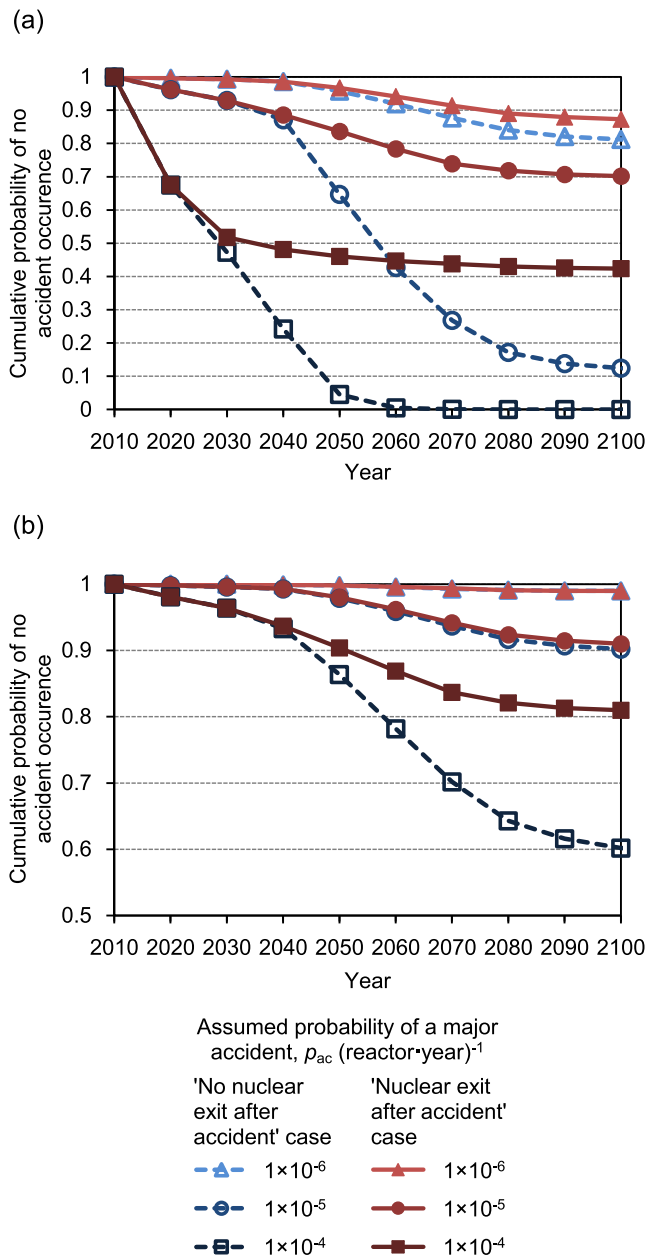 (a)
Cumulative probability of no
accident occurence
1
0.9
0.8
0.7
0.6
0.5
0.4
0.3
0.2
0.1
0
2010 2020 2030 2040 2050 2060 2070 2080 2090 2100
Year
(b)
Cumulative probability of no
accident occurence
1
0.9
0.8
0.7
0.6
0.5
2010 2020 2030 2040 2050 2060 2070 2080 2090 2100
Year
Assumed probability of a major
accident, pac (reactor·year)-1
'No nuclear
exit after
accident' case
'Nuclear exit
after accident'
case
1×10-6
1×10-6
1×10-5
1×10-5
1×10-4
1×10-4